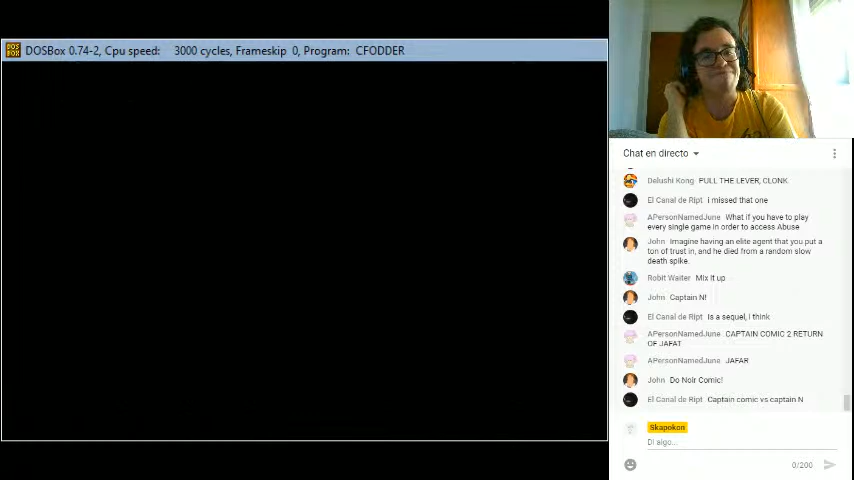 DOSBox 0.74-2, Cpu speed: 3000 cycles, Frameskip 0, Program: CFODDER
Chat en directo
Delushi Kong PULL THE LEVER, CLONK
El Canal de Ript i missed that one
APersonNamedJune What if you have to play
every single game in order to access Abuse
John Imagine having an elite agent that you put a
ton of trust in, and he died from a random slow
death spike.
Robit Waiter Mix it up
John Captain N!
El Canal de Ript Is a sequel, i think
APersonNamedJune CAPTAIN COMIC 2 RETURN
OF JAFAT
APersonNamedJune JAFAR
John Do Noir Comic!
El Canal de Ript Captain comic vs captain N
Skapokon
Di algo...
0/200